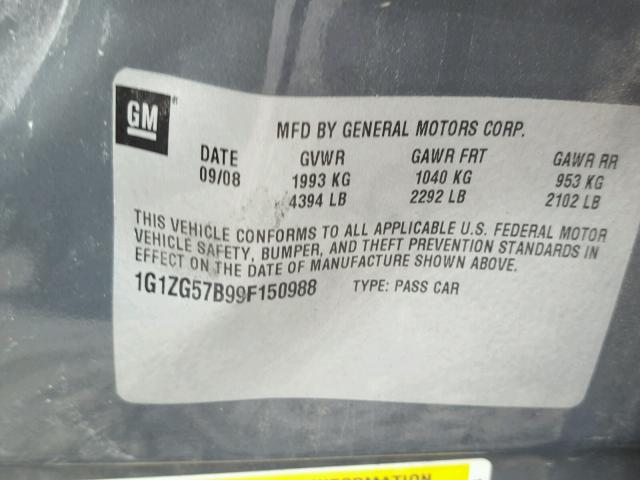 GM
MFD BY GENERAL MOTORS CORP.
DATE GVWR GAWR FRT GAWR RR
09/08 1993 KG 1040 KG 953 KG
4394 LB 2292 LB 2102 LB
THIS VEHICLE CONFORMS TO ALL APPLICABLE U.S. FEDERAL MOTOR
VEHICLE SAFETY, BUMPER, AND THEFT PREVENTION STANDARDS IN
EFFECT ON THE DATE OF MANUFACTURE SHOWN ABOVE.
1G1ZG57B99F150988 TYPE: PASS CAR
INFORMATION